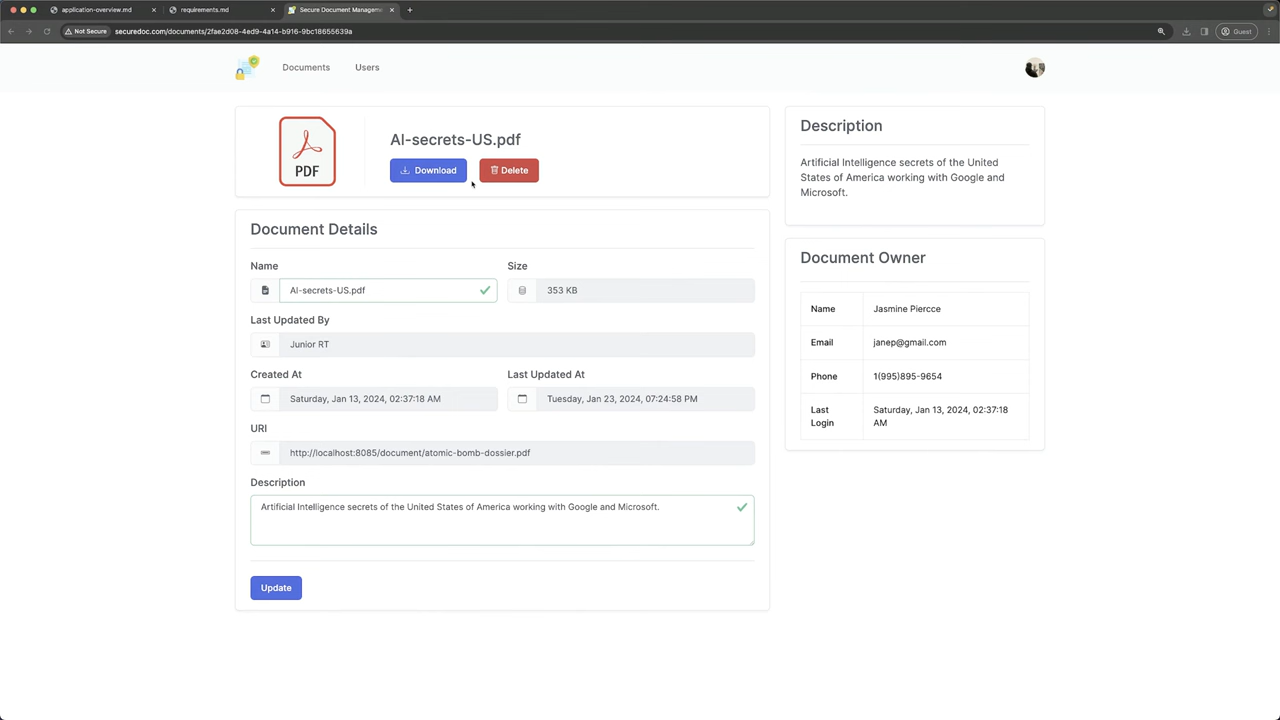 application-overview.md
requirements.md
Secure Document Managem
Not Secure
securedoc.com/documents/2fae2d08-4ed9-4a14-b916-9bc18655639a
Guest
Documents
Users
PDF
AI-secrets-US.pdf
Download
Delete
Document Details
Name
Size
AI-secrets-US.pdf
353 KB
Last Updated By
Junior RT
Created At
Last Updated At
Saturday, Jan 13, 2024, 02:37:18 AM
Tuesday, Jan 23, 2024, 07:24:58 PM
URI
http://localhost:8085/document/atomic-bomb-dossier.pdf
Description
Artificial Intelligence secrets of the United States of America working with Google and Microsoft.
Update
Description
Artificial Intelligence secrets of the United
States of America working with Google and
Microsoft.
Document Owner
Name
Jasmine Piercce
Email
janep@gmail.com
Phone
1(995)895-9654
Last
Login
Saturday, Jan 13, 2024, 02:37:18
AM